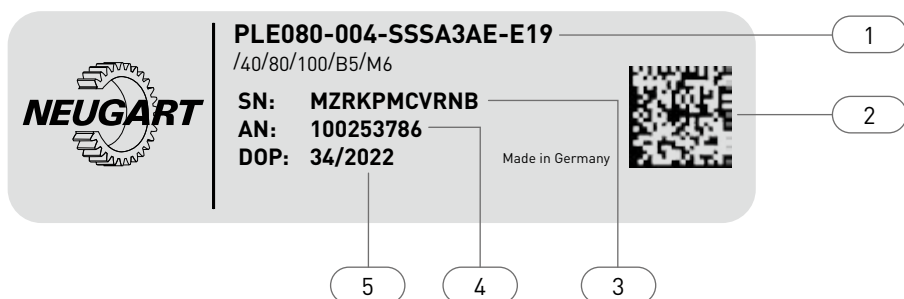 PLE080-004-SSSA3AE-E19
/40/80/100/B5/M6
NEUGART
SN: MZRKPMCVRNB
AN: 100253786
DOP: 34/2022
Made in Germany
1
2
5
4
3